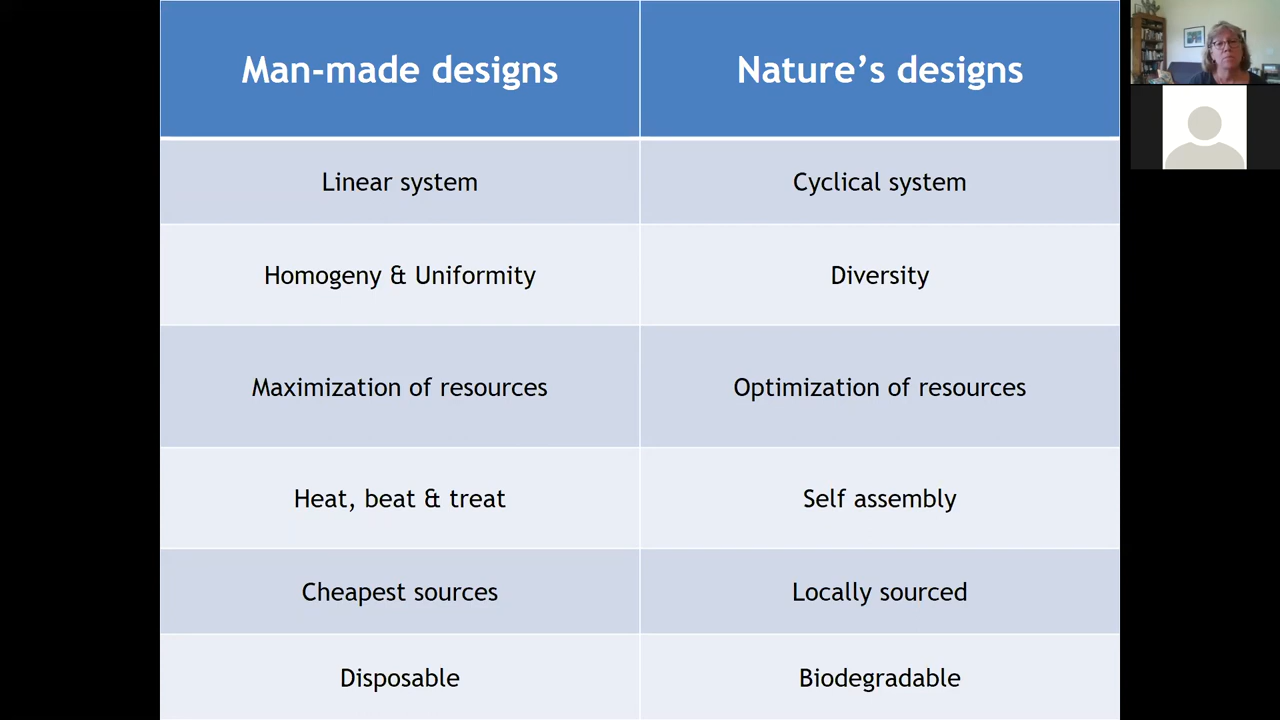 Man-made designs
Nature’s designs
Linear system
Cyclical system
Homogeny & Uniformity
Diversity
Maximization of resources
Optimization of resources
Heat, beat & treat
Self assembly
Cheapest sources
Locally sourced
Disposable
Biodegradable